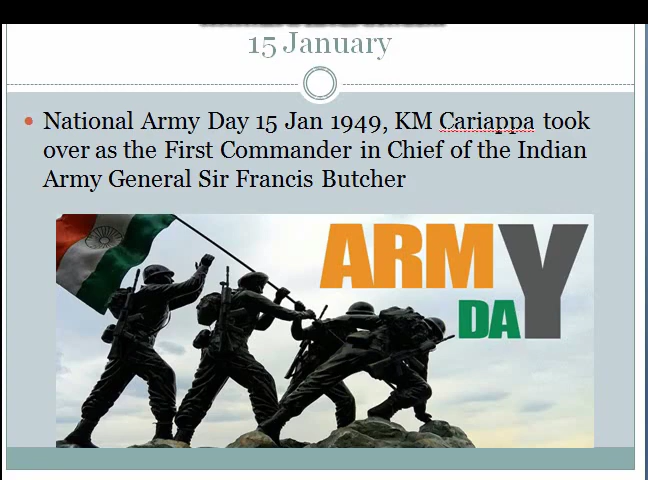 15 January
National Army Day 15 Jan 1949, KM Cariappa took
over as the First Commander in Chief of the Indian
Army General Sir Francis Butcher
ARMY
DAY